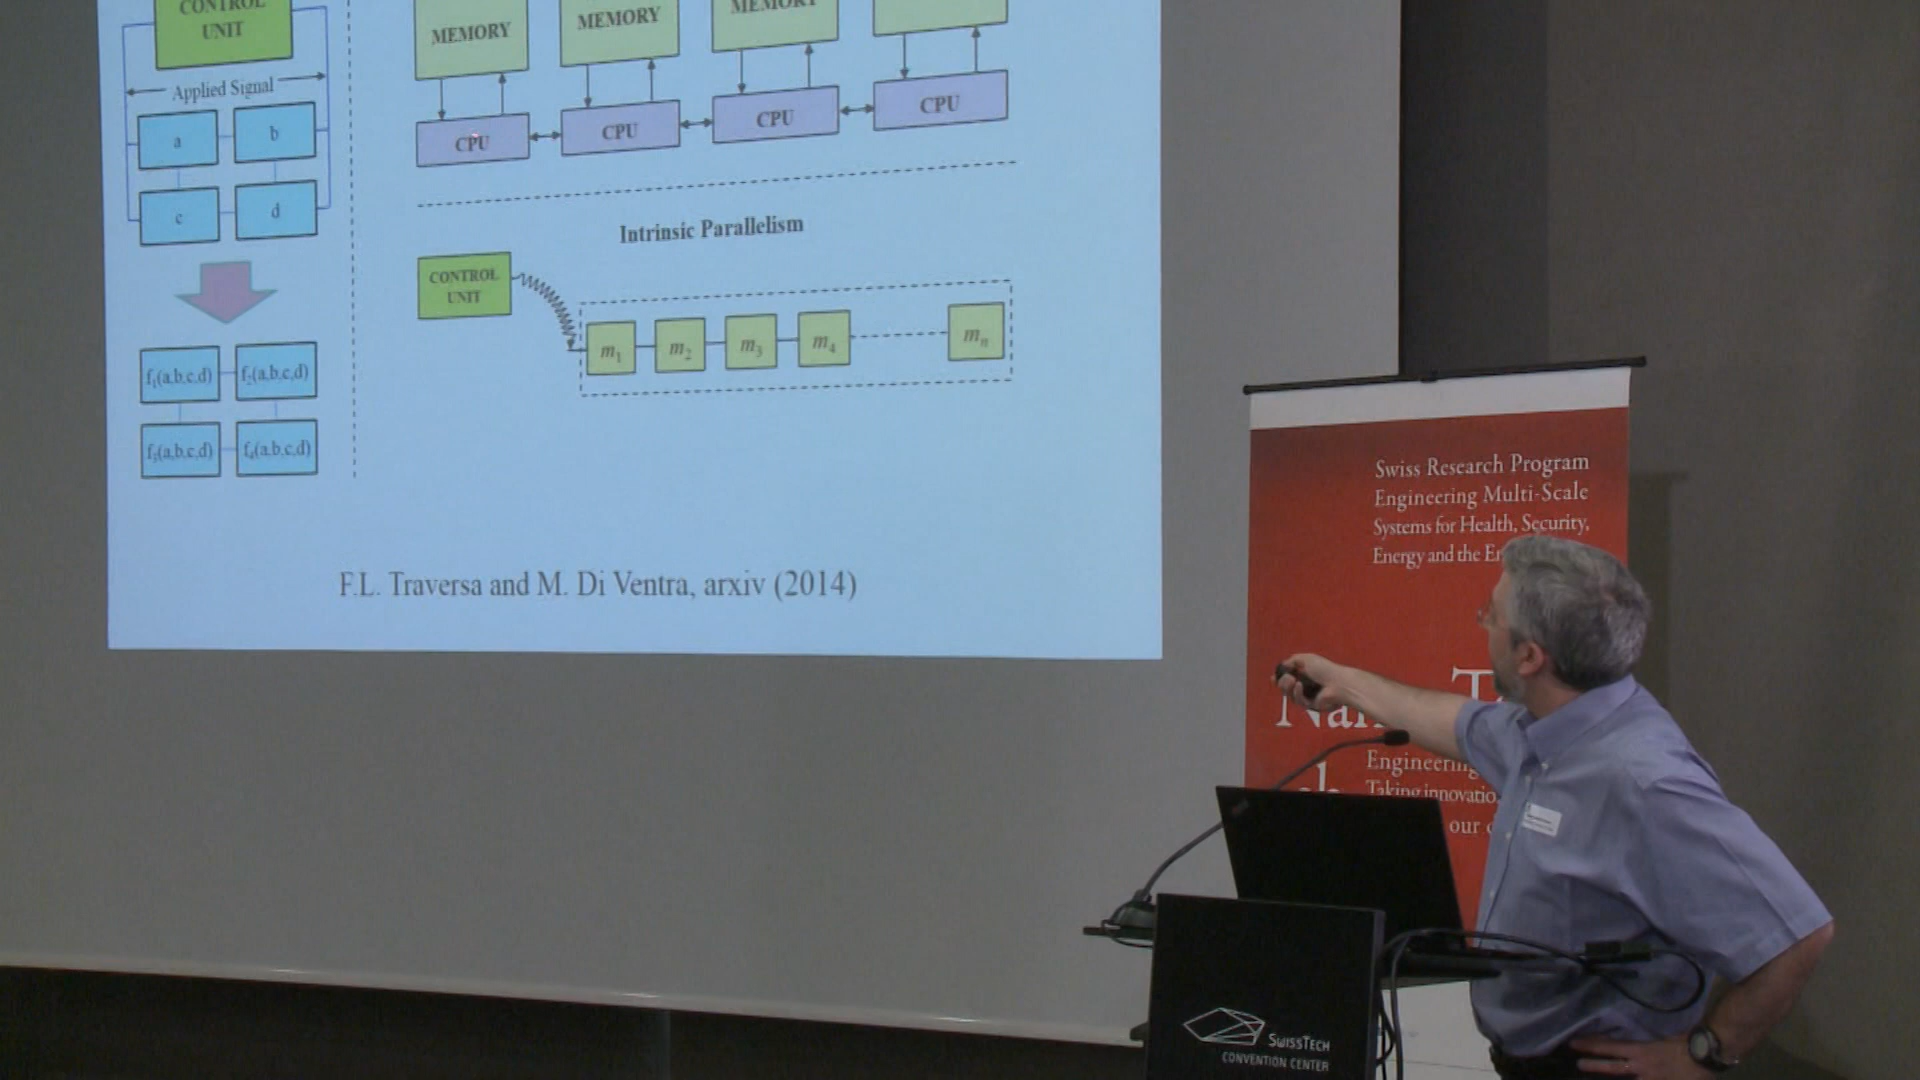 CONTROL
UNIT
Applied Signal
a
b
c
d
f1(a,b,c,d)
f2(a,b,c,d)
f3(a,b,c,d)
f4(a,b,c,d)
MEMORY
MEMORY
MEMORY
CPU
CPU
CPU
CPU
Intrinsic Parallelism
CONTROL
UNIT
m1
m2
m3
m4
mn
F.L. Traversa and M. Di Ventra, arxiv (2014)
Swiss Research Program
Engineering Multi-Scale
Systems for Health, Security,
Energy and the
Engineering
Taking
our
SwissTech
CONVENTION CENTER